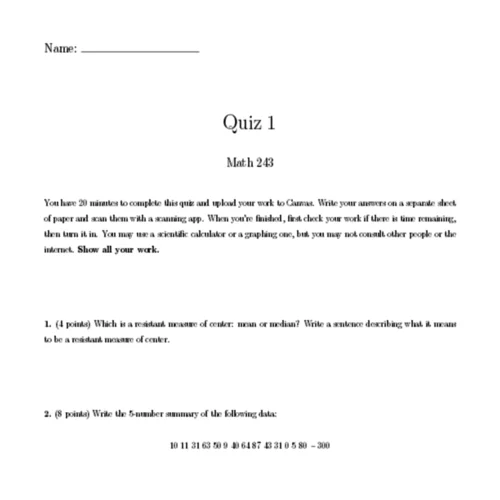 Name:
Quiz 1
Math 243
You have 20 minutes to complete this quiz and upload your work to Canvas. Write your answers on a separate sheet
of paper and scan them with a scanning app. When you're finished, first check your work if there is time remaining,
then turn it in. You may use a scientific calculator or a graphing one, but you may not consult other people or the
internet. Show all your work.
1. (4 points) Which is a resistant measure of center: mean or median? Write a sentence describing what it means
to be a resistant measure of center.
2. (8 points) Write the 5-number summary of the following data:
10 11 31 63 50 9 40 64 87 43 31 0 5 80 −300